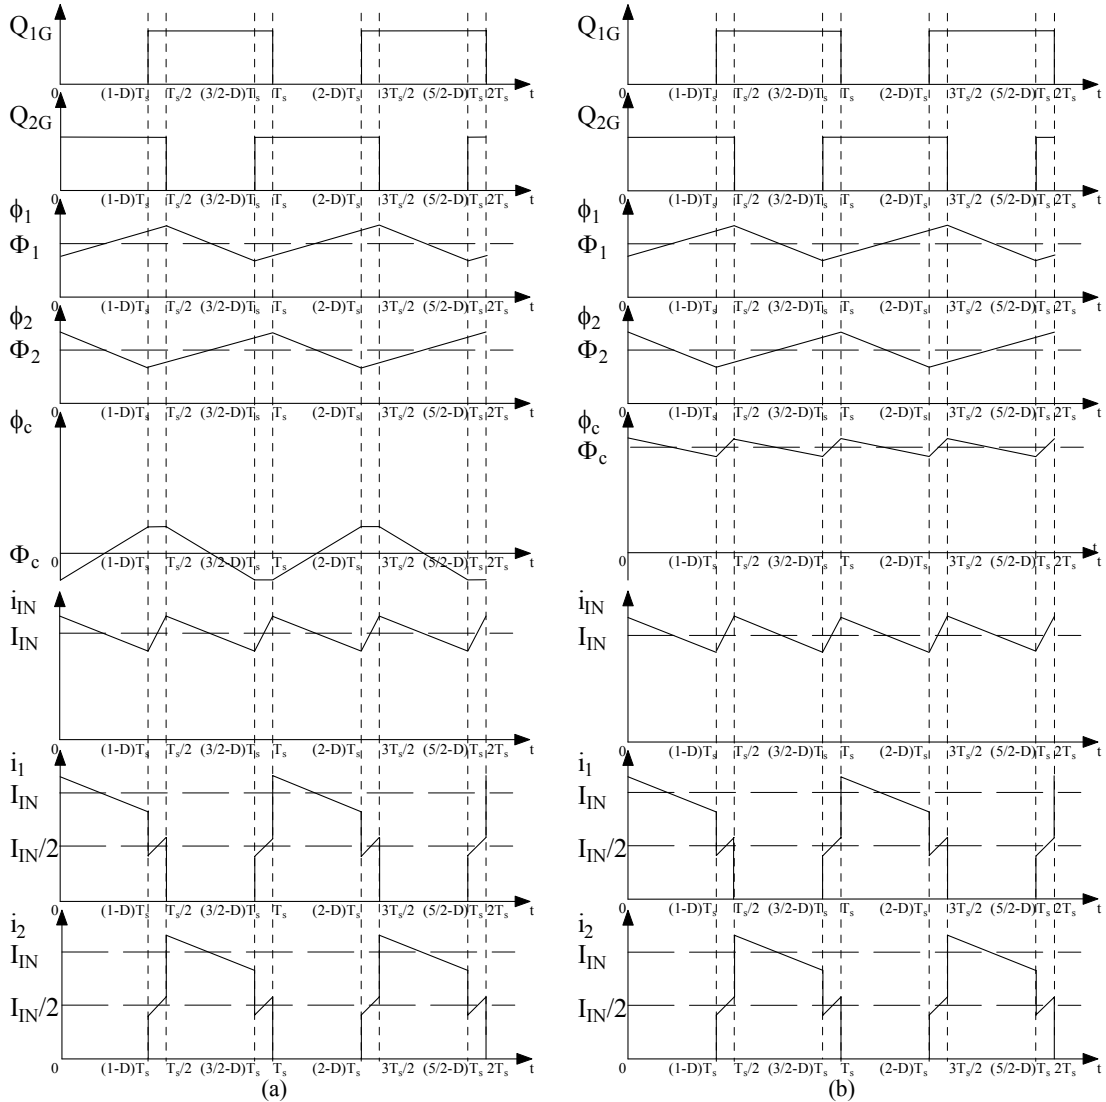 Q1G
0 (1-D)Ts Ts/2 (3/2-D)Ts Ts (2-D)Ts 3Ts/2 (5/2-D)Ts 2Ts t
Q2G
0 (1-D)Ts Ts/2 (3/2-D)Ts Ts (2-D)Ts 3Ts/2 (5/2-D)Ts 2Ts t
ϕ1
Φ1
0 (1-D)Ts Ts/2 (3/2-D)Ts Ts (2-D)Ts 3Ts/2 (5/2-D)Ts 2Ts t
ϕ2
Φ2
0 (1-D)Ts Ts/2 (3/2-D)Ts Ts (2-D)Ts 3Ts/2 (5/2-D)Ts 2Ts t
ϕc
Φc
0 (1-D)Ts Ts/2 (3/2-D)Ts Ts (2-D)Ts 3Ts/2 (5/2-D)Ts 2Ts t
iIN
IIN
0 (1-D)Ts Ts/2 (3/2-D)Ts Ts (2-D)Ts 3Ts/2 (5/2-D)Ts 2Ts t
i1
IIN
IIN/2
0 (1-D)Ts Ts/2 (3/2-D)Ts Ts (2-D)Ts 3Ts/2 (5/2-D)Ts 2Ts t
i2
IIN
IIN/2
0 (1-D)Ts Ts/2 (3/2-D)Ts Ts (2-D)Ts 3Ts/2 (5/2-D)Ts 2Ts t
(a)
Q1G
0 (1-D)Ts Ts/2 (3/2-D)Ts Ts (2-D)Ts 3Ts/2 (5/2-D)Ts 2Ts t
Q2G
0 (1-D)Ts Ts/2 (3/2-D)Ts Ts (2-D)Ts 3Ts/2 (5/2-D)Ts 2Ts t
ϕ1
Φ1
0 (1-D)Ts Ts/2 (3/2-D)Ts Ts (2-D)Ts 3Ts/2 (5/2-D)Ts 2Ts t
ϕ2
Φ2
0 (1-D)Ts Ts/2 (3/2-D)Ts Ts (2-D)Ts 3Ts/2 (5/2-D)Ts 2Ts t
ϕc
Φc
t
0 (1-D)Ts Ts/2 (3/2-D)Ts Ts (2-D)Ts 3Ts/2 (5/2-D)Ts 2Ts t
iIN
IIN
0 (1-D)Ts Ts/2 (3/2-D)Ts Ts (2-D)Ts 3Ts/2 (5/2-D)Ts 2Ts t
i1
IIN
IIN/2
0 (1-D)Ts Ts/2 (3/2-D)Ts Ts (2-D)Ts 3Ts/2 (5/2-D)Ts 2Ts t
i2
IIN
IIN/2
0 (1-D)Ts Ts/2 (3/2-D)Ts Ts (2-D)Ts 3Ts/2 (5/2-D)Ts 2Ts t
(b)